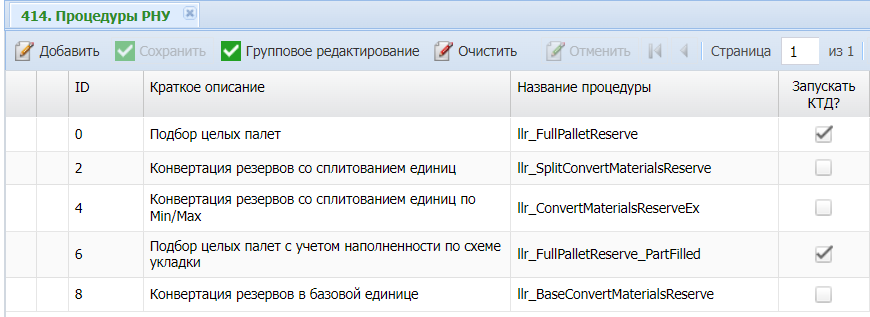 414. Процедуры РНУ
Добавить Сохранить Групповое редактирование Очистить Отменить Страница 1 из 1
ID Краткое описание Название процедуры Запускать
КТД?
0 Подбор целых палет llr_FullPalletReserve
2 Конвертация резервов со сплитованием единиц llr_SplitConvertMaterialsReserve
4 Конвертация резервов со сплитованием единиц по
Min/Max llr_ConvertMaterialsReserveEx
6 Подбор целых палет с учетом наполненности по схеме
укладки llr_FullPalletReserve_PartFilled
8 Конвертация резервов в базовой единице llr_BaseConvertMaterialsReserve